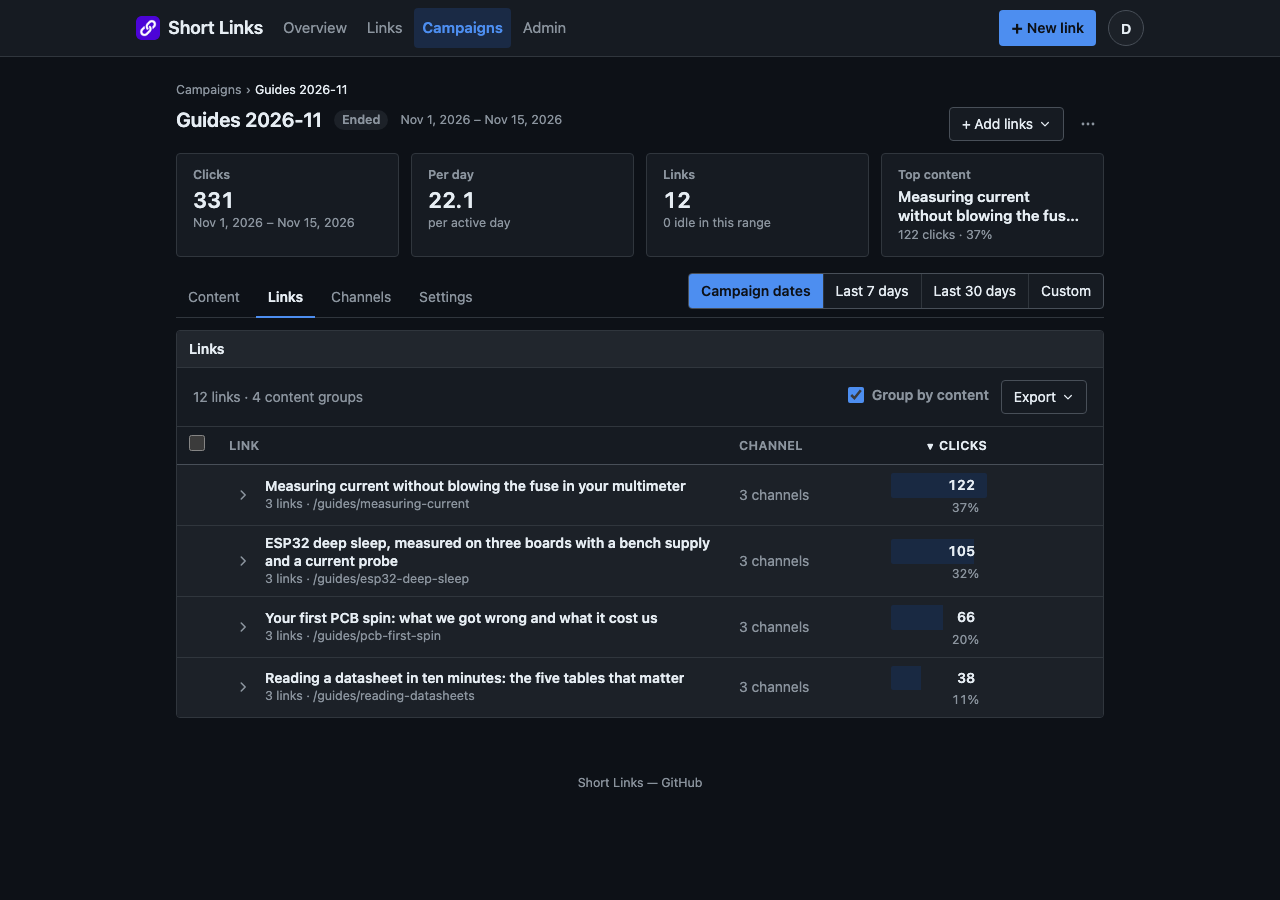 Short Links
Overview
Links
Campaigns
Admin
+ New link
D
Campaigns › Guides 2026-11
Guides 2026-11
Ended
Nov 1, 2026 – Nov 15, 2026
+ Add links
Clicks
331
Nov 1, 2026 – Nov 15, 2026
Per day
22.1
per active day
Links
12
0 idle in this range
Top content
Measuring current
without blowing the fus...
122 clicks · 37%
Content
Links
Channels
Settings
Campaign dates
Last 7 days
Last 30 days
Custom
Links
12 links · 4 content groups
Group by content
Export
LINK
CHANNEL
▼ CLICKS
Measuring current without blowing the fuse in your multimeter
3 links · /guides/measuring-current
3 channels
122
37%
ESP32 deep sleep, measured on three boards with a bench supply
and a current probe
3 links · /guides/esp32-deep-sleep
3 channels
105
32%
Your first PCB spin: what we got wrong and what it cost us
3 links · /guides/pcb-first-spin
3 channels
66
20%
Reading a datasheet in ten minutes: the five tables that matter
3 links · /guides/reading-datasheets
3 channels
38
11%
Short Links — GitHub